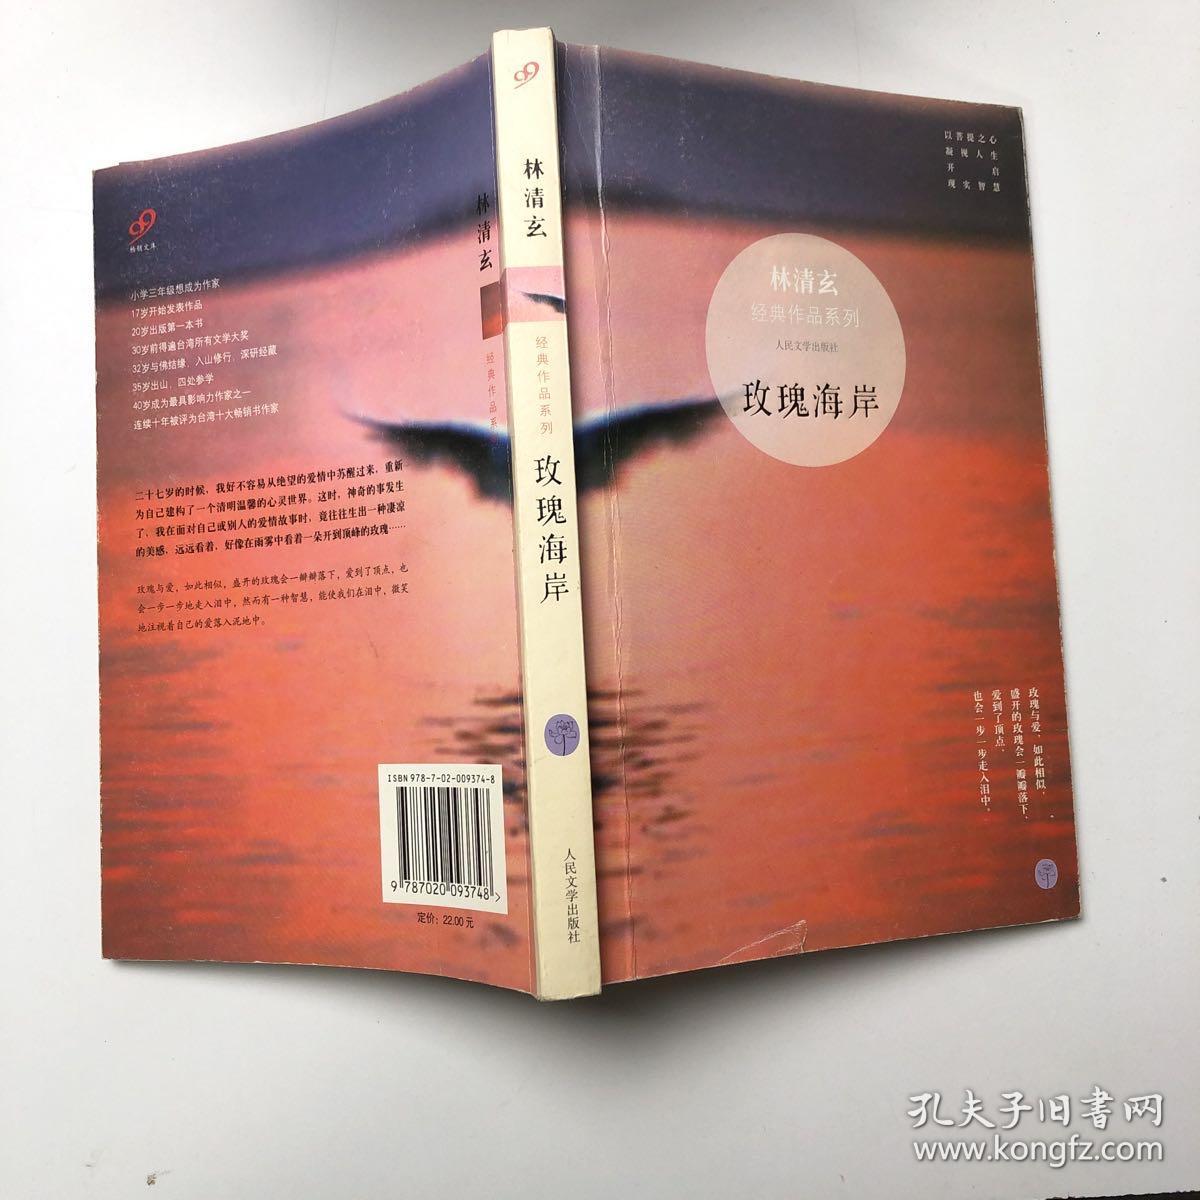 99
畅销文库
小学三年级想成为作家
17岁开始发表作品
20岁出版第一本书
30岁前得遍台湾所有文学大奖
32岁与佛结缘，入山修行，深研经藏
35岁出山，四处参学
40岁成为最具影响力作家之一
连续十年被评为台湾十大畅销书作家
二十七岁的时候，我好不容易从绝望的爱情中苏醒过来，重新
为自己建构了一个清明温馨的心灵世界。这时，神奇的事发生
了，我在面对自己或别人的爱情故事时，竟往往生出一种凄凉
的美感，远远看着，好像在雨雾中看着一朵开到顶峰的玫瑰……
玫瑰与爱，如此相似，盛开的玫瑰会一瓣瓣落下，爱到了顶点，也
会一步一步地走入泪中，然而有一种智慧，能使我们在泪中，微笑
地注视着自己的爱落入泥地中。
ISBN 978-7-02-009374-8
9 787020 093748 >
定价：22.00元
林清玄
经典作品系列
99
林清玄
经典作品系列
玫瑰海岸
人民文学出版社
以菩提之心
凝视人生
开启
现实智慧
林清玄
经典作品系列
人民文学出版社
玫瑰海岸
玫瑰与爱，如此相似，
盛开的玫瑰会一瓣瓣落下，
爱到了顶点，
也会一步一步走入泪中。
孔夫子旧书网
www.kongfz.com